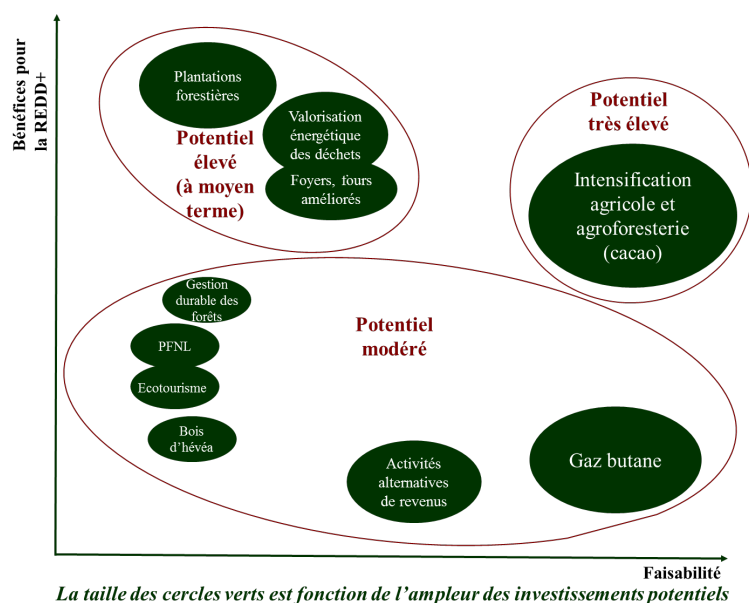 Bénéfices pour
la REDD+
Plantations
forestières
Valorisation
énergétique
des déchets
Foyers, fours
améliorés
Potentiel
élevé
(à moyen
terme)
Potentiel
très élevé
Intensification
agricole et
agroforesterie
(cacao)
Gestion
durable des
forêts
PFNL
Ecotourisme
Bois
d’hévéa
Potentiel
modéré
Activités
alternatives
de revenus
Gaz butane
Faisabilité
La taille des cercles verts est fonction de l’ampleur des investissements potentiels